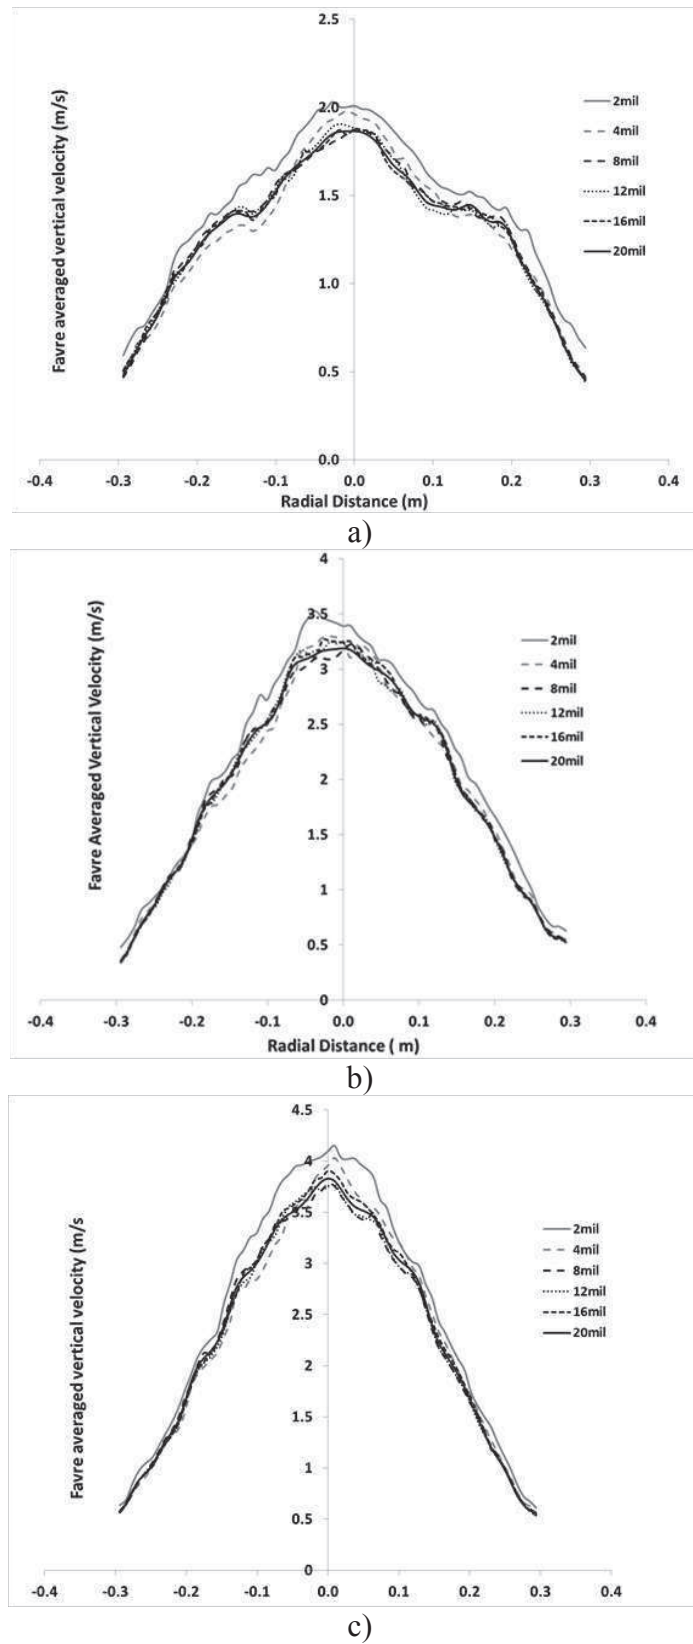 2.5
2.0
1.5
1.0
0.5
0.0
Favre averaged vertical velocity (m/s)
2mil
4mil
8mil
12mil
16mil
20mil
-0.4 -0.3 -0.2 -0.1 0.0 0.1 0.2 0.3 0.4
Radial Distance (m)
a)
4
3.5
3
2.5
2
1.5
1
0.5
0
Favre Averaged Vertical Velocity (m/s)
2mil
4mil
8mil
12mil
16mil
20mil
-0.4 -0.3 -0.2 -0.1 0.0 0.1 0.2 0.3 0.4
Radial Distance ( m)
b)
4.5
4
3.5
3
2.5
2
1.5
1
0.5
0
Favre averaged vertical velocity (m/s
2mil
4mil
8mil
12mil
16mil
20mil
-0.4 -0.3 -0.2 -0.1 0.0 0.1 0.2 0.3 0.4
c)